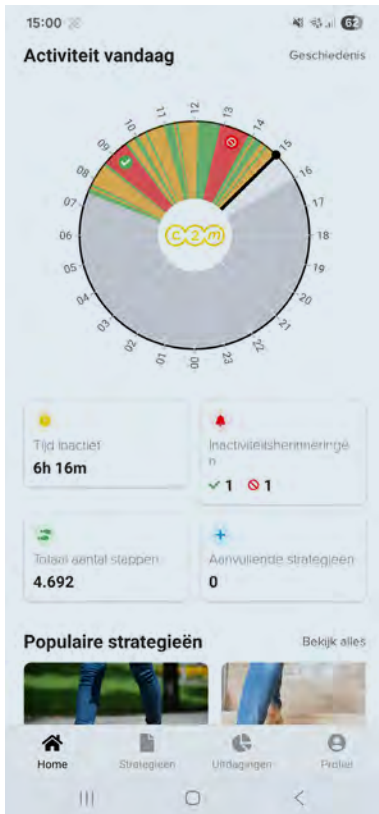 15:00
62
Activiteit vandaag
Geschiedenis
12
13
14
15
16
17
18
19
20
21
22
23
00
01
02
03
04
05
06
07
08
09
10
11
c2m
Tijd inactief
6h 16m
Inactiviteitsherinneringe
n
1 1
Totaal aantal stappen
4.692
Aanvullende strategieën
0
Populaire strategieën
Bekijk alles
Home
Strategieën
Uitdagingen
Profiel